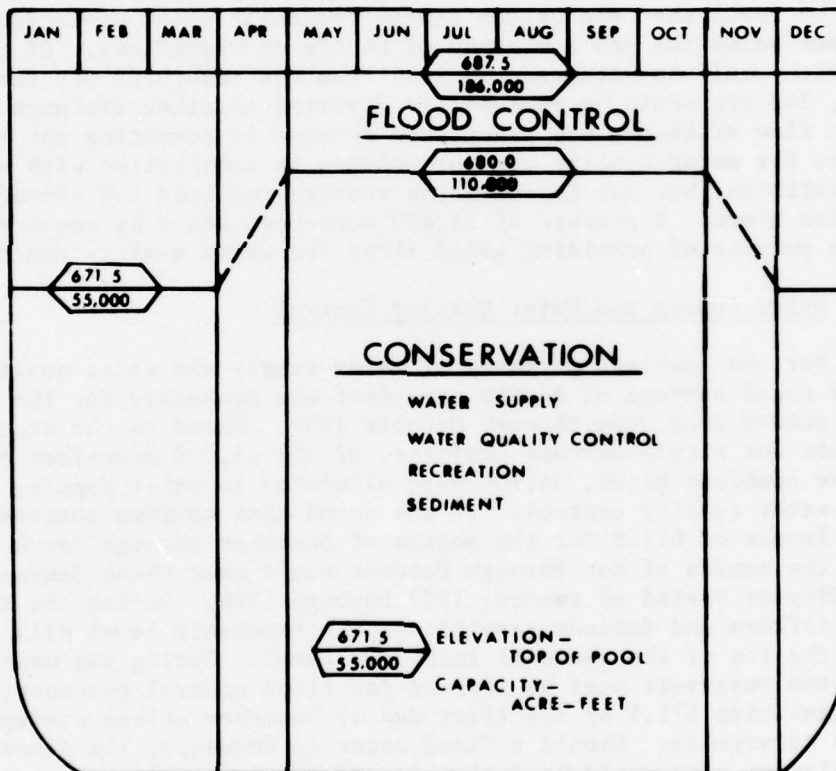 JAN FEB MAR APR MAY JUN JUL AUG SEP OCT NOV DEC
687.5
186,000
FLOOD CONTROL
680.0
110,000
671.5
55,000
CONSERVATION
WATER SUPPLY
WATER QUALITY CONTROL
RECREATION
SEDIMENT
671.5 ELEVATION–
TOP OF POOL
55,000 CAPACITY–
ACRE–FEET